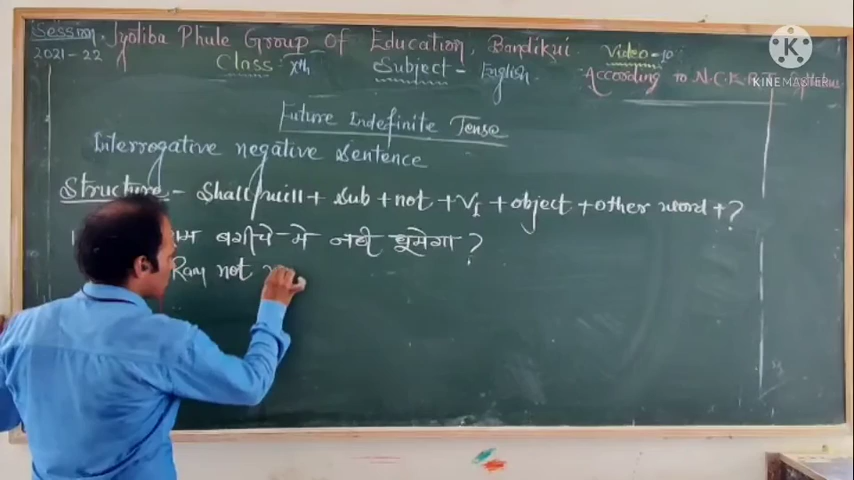 Session Jyotiba Phule Group Of Education, Bandikui Video-10
2021-22 Class Xth Subject - English According to N.C.E.R.T.
KINEMASTER
Future Indefinite Tense
Interrogative negative Sentence
Structure - Shall/will + Sub + not + V1 + object + other word + ?
बगीचे में नहीं घूमेगा ?
Ram not